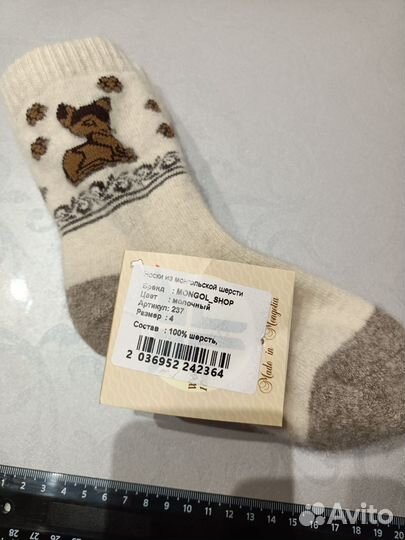 Носки из монгольской шерсти
Бренд : MONGOL_SHOP
Цвет : молочный
Артикул: 237
Размер : 4
Состав : 100% шерсть,
2 036952 242364
Made in Mongolia
Avito